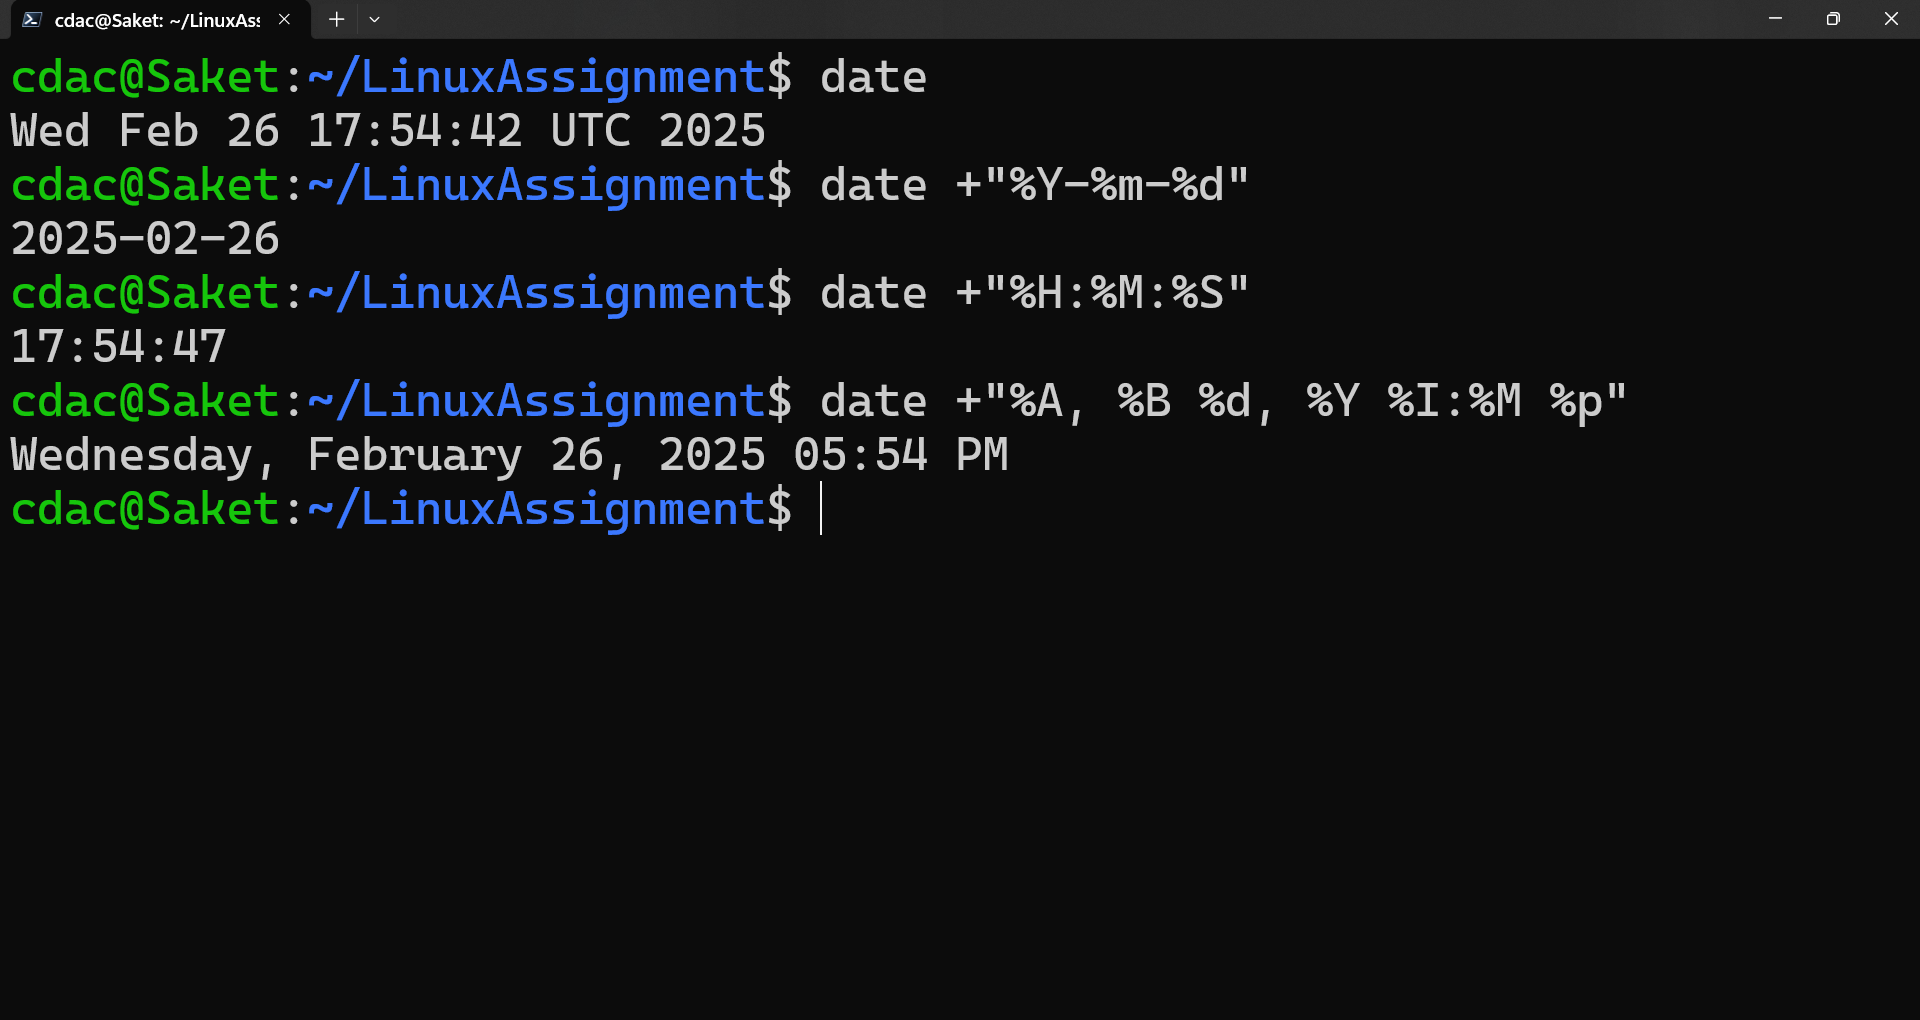 cdac@Saket: ~/LinuxAss
cdac@Saket:~/LinuxAssignment$ date
Wed Feb 26 17:54:42 UTC 2025
cdac@Saket:~/LinuxAssignment$ date +"%Y-%m-%d"
2025-02-26
cdac@Saket:~/LinuxAssignment$ date +"%H:%M:%S"
17:54:47
cdac@Saket:~/LinuxAssignment$ date +"%A, %B %d, %Y %I:%M %p"
Wednesday, February 26, 2025 05:54 PM
cdac@Saket:~/LinuxAssignment$